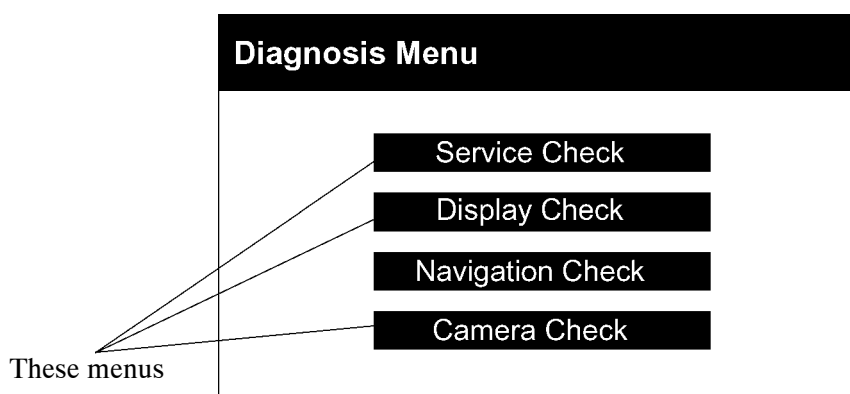 Diagnosis Menu
Service Check
Display Check
Navigation Check
Camera Check
These menus